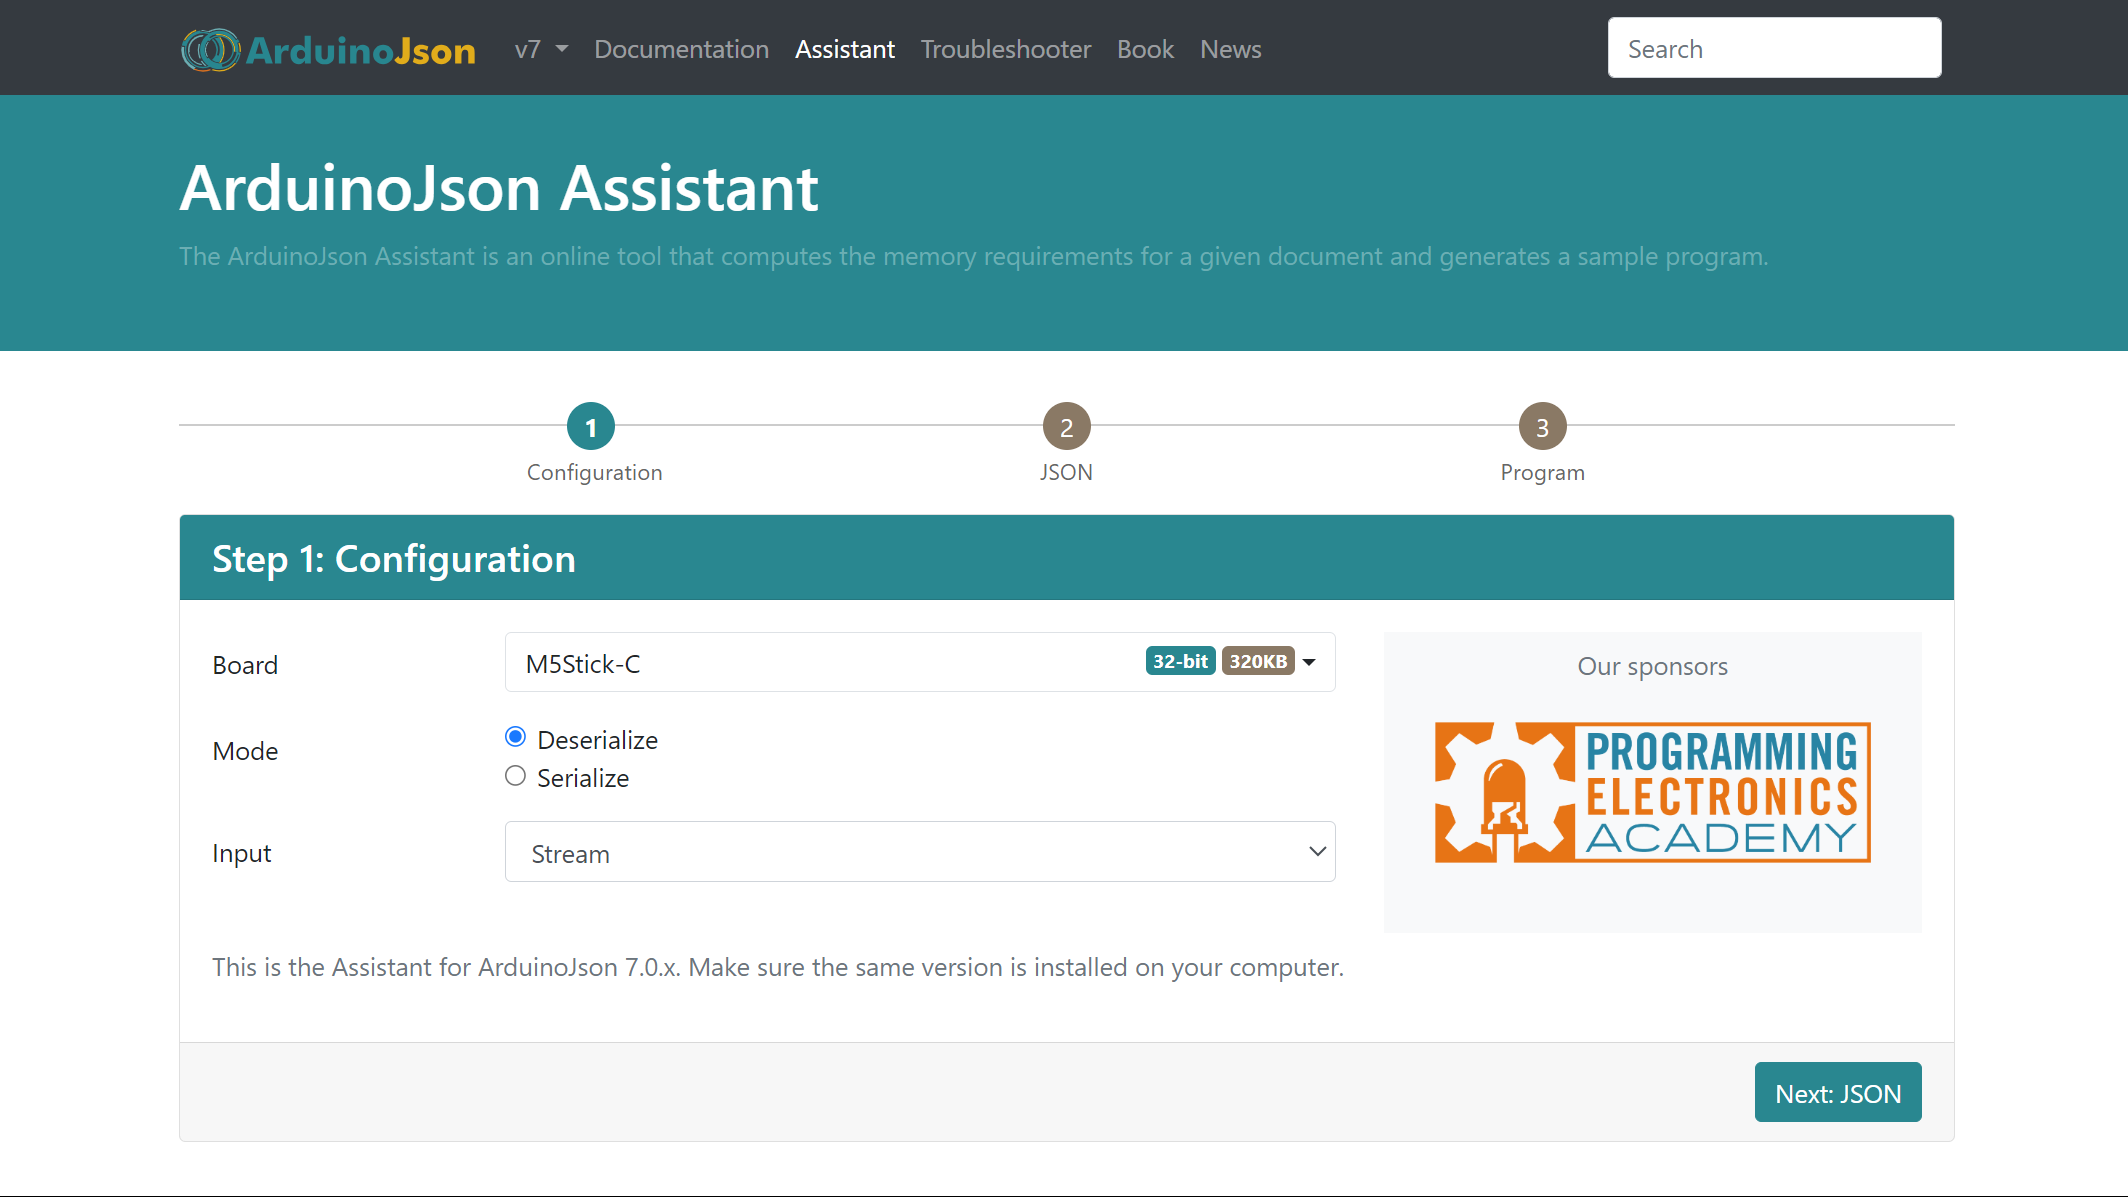 ArduinoJson v7 Documentation Assistant Troubleshooter Book News Search
ArduinoJson Assistant
The ArduinoJson Assistant is an online tool that computes the memory requirements for a given document and generates a sample program.
1 2 3
Configuration JSON Program
Step 1: Configuration
Board M5Stick-C 32-bit 320KB
Mode Deserialize
Serialize
Input Stream
Our sponsors
PROGRAMMING
ELECTRONICS
ACADEMY
This is the Assistant for ArduinoJson 7.0.x. Make sure the same version is installed on your computer.
Next: JSON